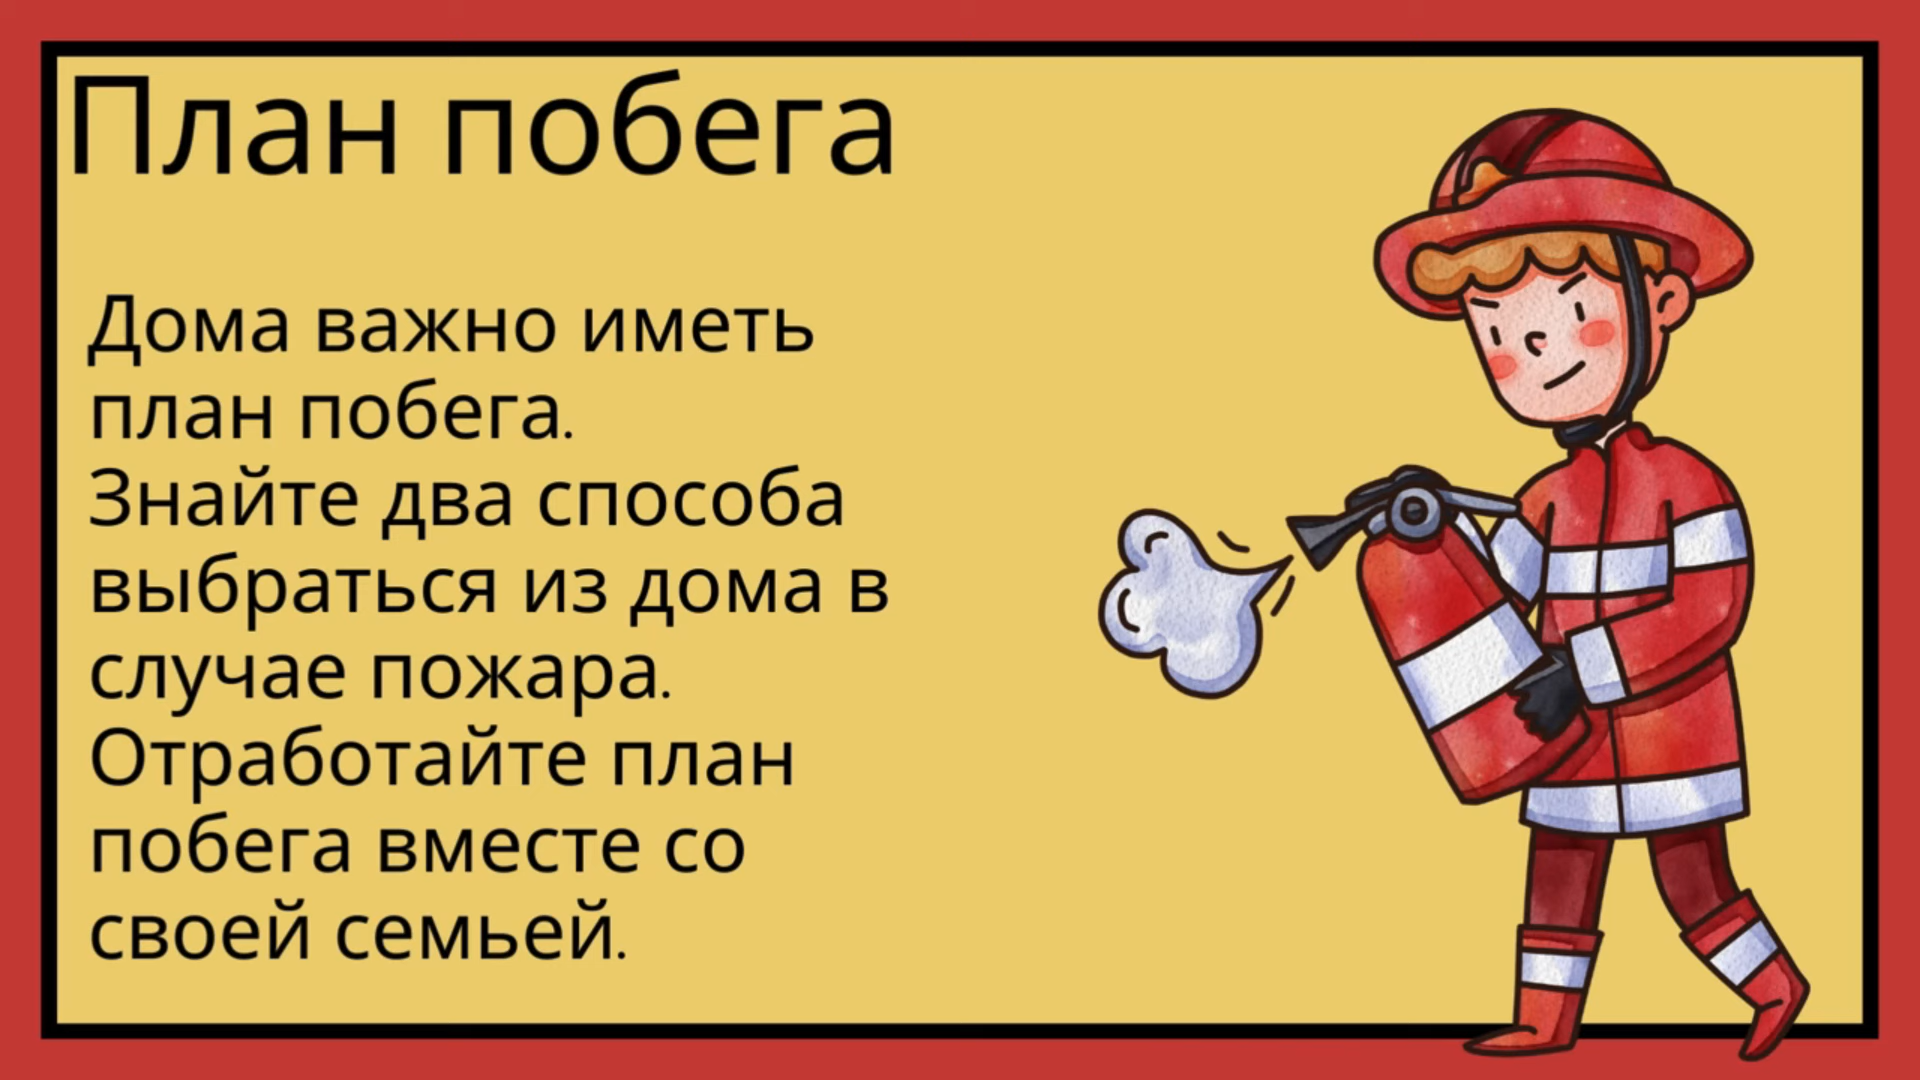 План побега
Дома важно иметь
план побега.
Знайте два способа
выбраться из дома в
случае пожара.
Отработайте план
побега вместе со
своей семьей.